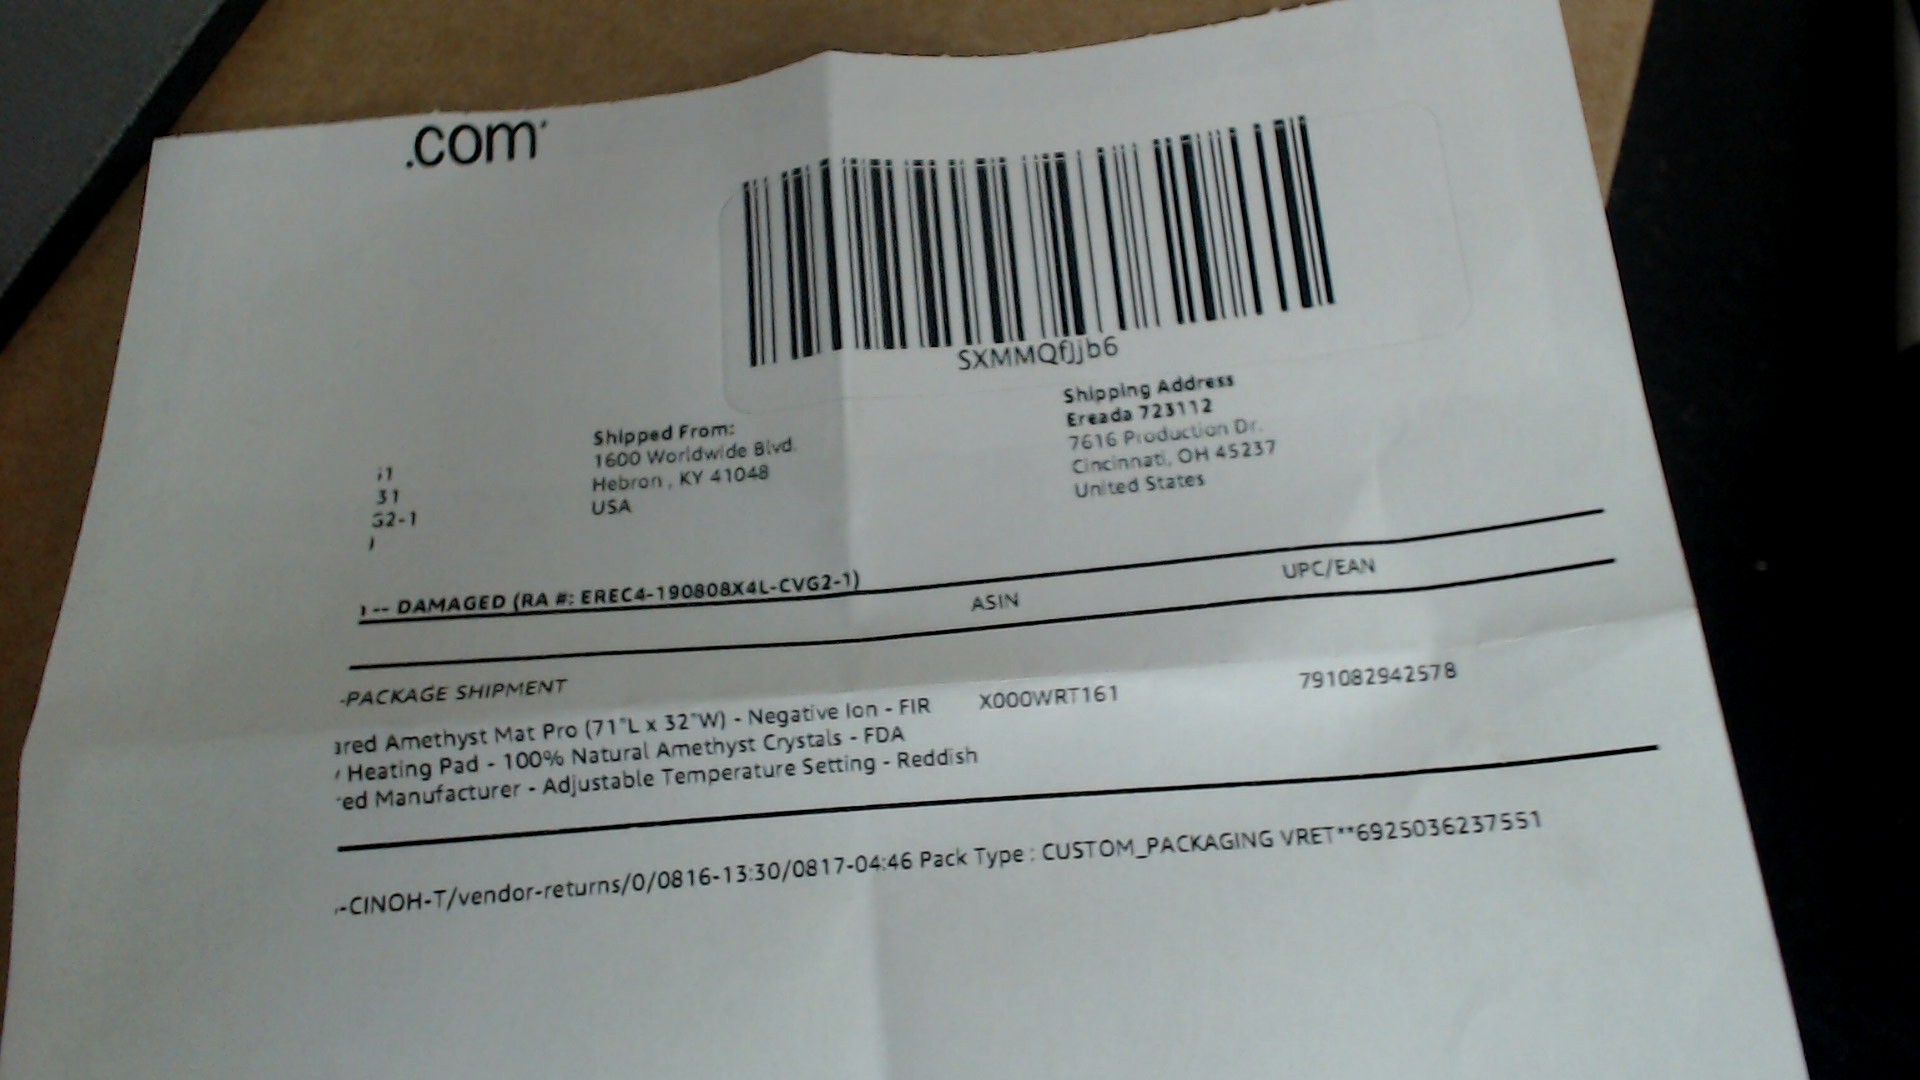 .com
SXMMQfJjb6
Shipped From:
1600 Worldwide Blvd.
Hebron, KY 41048
USA
Shipping Address
Ereada 723112
7616 Production Dr.
Cincinnati, OH 45237
United States
31
G2-1
-- DAMAGED (RA #: EREC4-190808X4L-CVG2-1)
ASIN UPC/EAN
-PACKAGE SHIPMENT
ared Amethyst Mat Pro (71"L x 32"W) - Negative Ion - FIR X000WRT161 791082942578
Heating Pad - 100% Natural Amethyst Crystals - FDA
ed Manufacturer - Adjustable Temperature Setting - Reddish
-CINOH-T/vendor-returns/0/0816-13:30/0817-04:46 Pack Type : CUSTOM_PACKAGING VRET**6925036237551